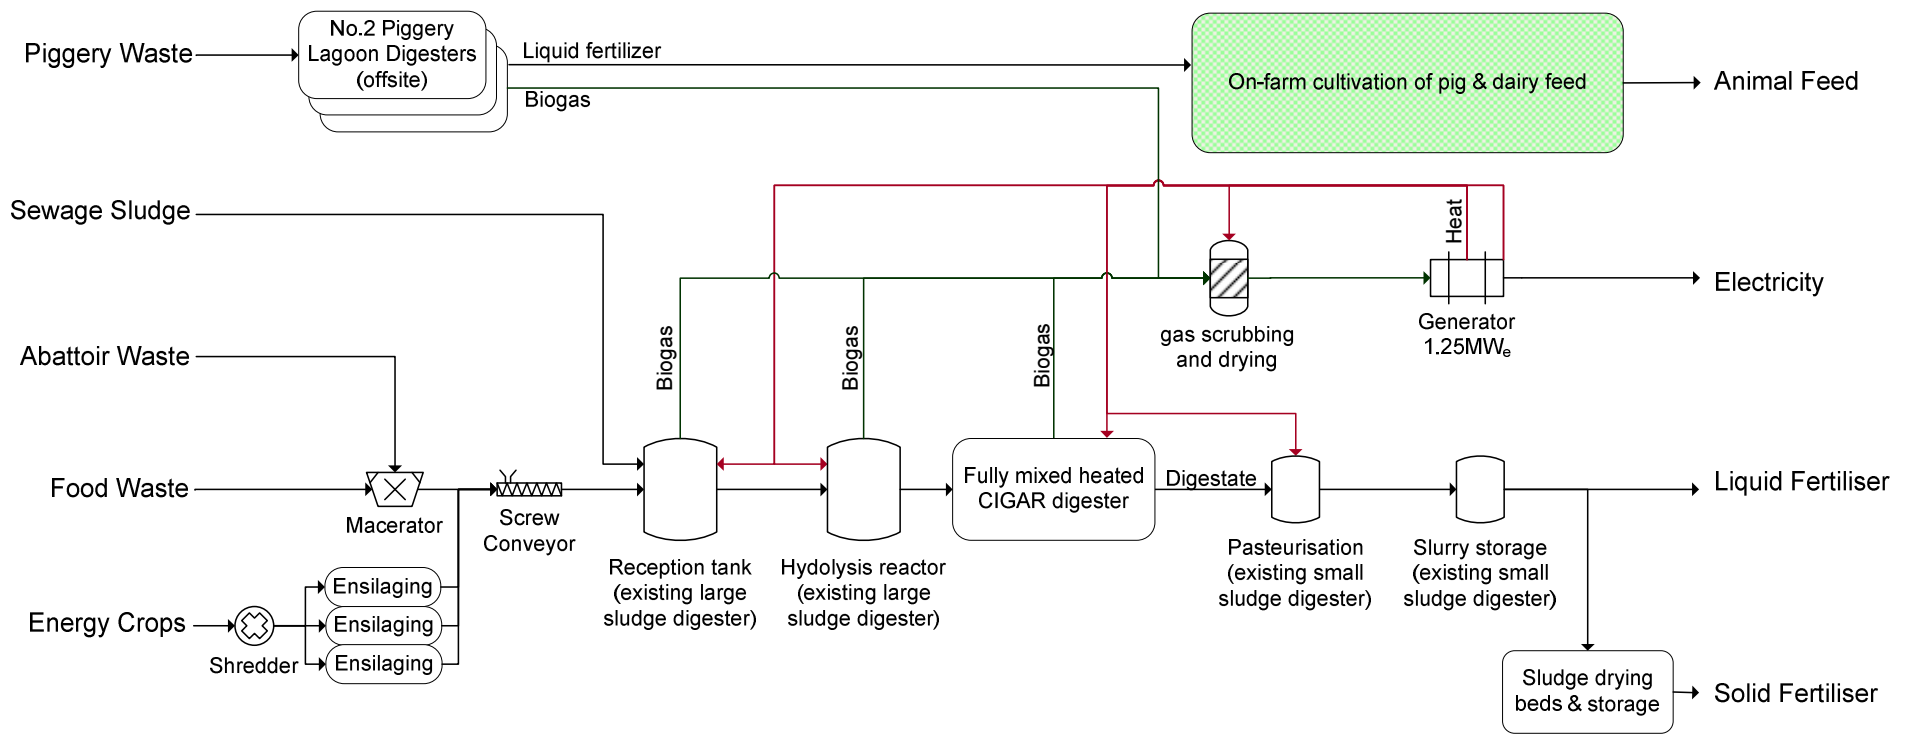 Piggery Waste
No.2 Piggery
Lagoon Digesters
(offsite)
Liquid fertilizer
Biogas
On-farm cultivation of pig & dairy feed
Animal Feed
Sewage Sludge
Heat
Electricity
Generator
1.25MWe
gas scrubbing
and drying
Abattoir Waste
Biogas
Biogas
Biogas
Food Waste
Macerator
Screw
Conveyor
Fully mixed heated
CIGAR digester
Digestate
Liquid Fertiliser
Reception tank
(existing large
sludge digester)
Hydolysis reactor
(existing large
sludge digester)
Pasteurisation
(existing small
sludge digester)
Slurry storage
(existing small
sludge digester)
Energy Crops
Shredder
Ensilaging
Ensilaging
Ensilaging
Sludge drying
beds & storage
Solid Fertiliser